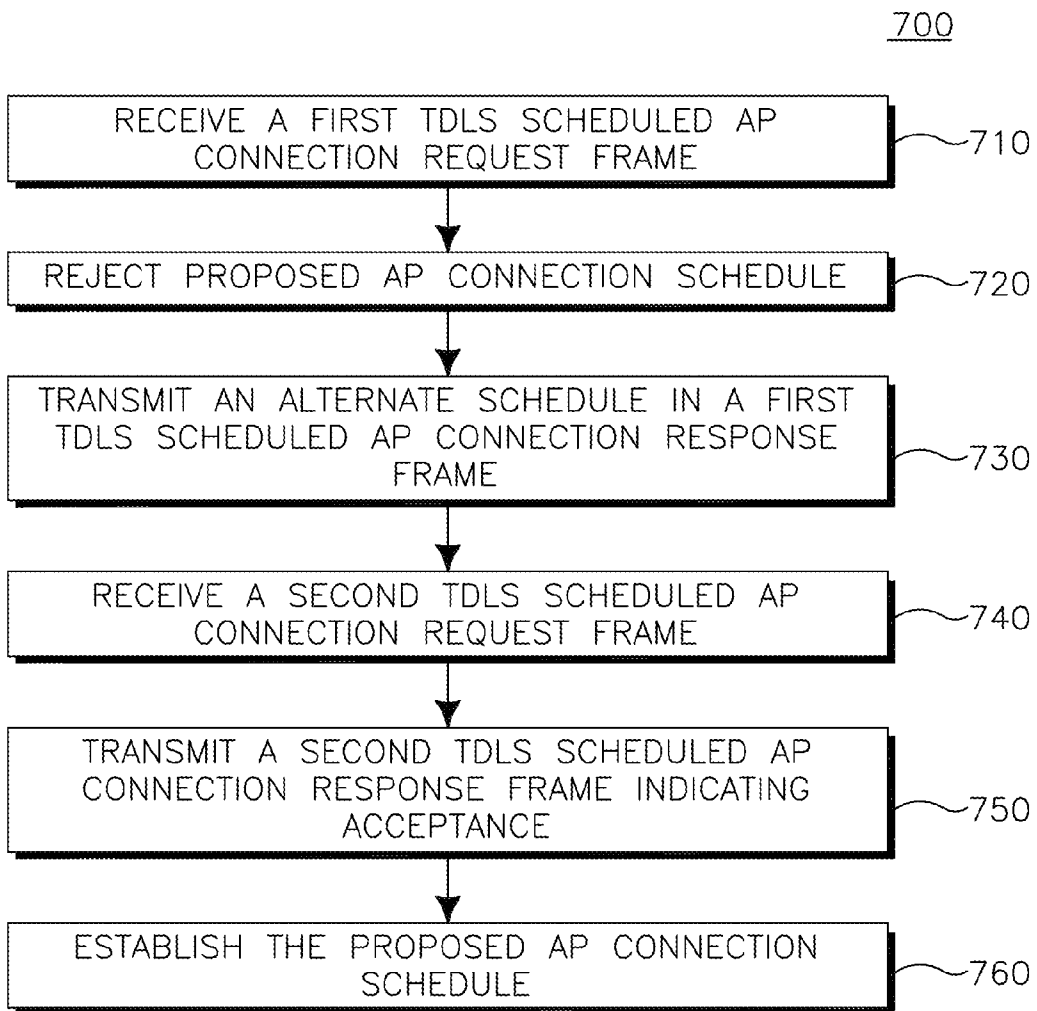 700
RECEIVE A FIRST TDLS SCHEDULED AP
CONNECTION REQUEST FRAME
710
REJECT PROPOSED AP CONNECTION SCHEDULE
720
TRANSMIT AN ALTERNATE SCHEDULE IN A FIRST
TDLS SCHEDULED AP CONNECTION RESPONSE
FRAME
730
RECEIVE A SECOND TDLS SCHEDULED AP
CONNECTION REQUEST FRAME
740
TRANSMIT A SECOND TDLS SCHEDULED AP
CONNECTION RESPONSE FRAME INDICATING
ACCEPTANCE
750
ESTABLISH THE PROPOSED AP CONNECTION
SCHEDULE
760